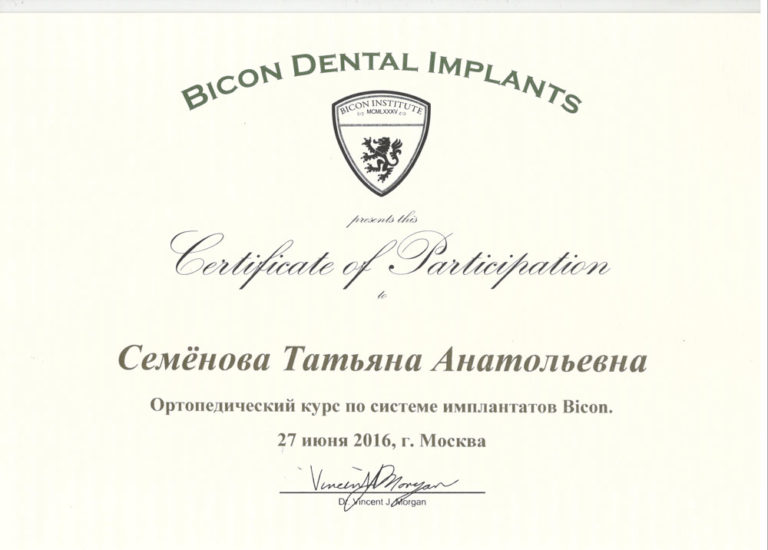 BICON DENTAL IMPLANTS
BICON INSTITUTE
MCMLXXXV
presents this
Certificate of Participation
to
Семёнова Татьяна Анатольевна
Ортопедический курс по системе имплантатов Bicon.
27 июня 2016, г. Москва
Vincent J Morgan
Dr. Vincent J. Morgan